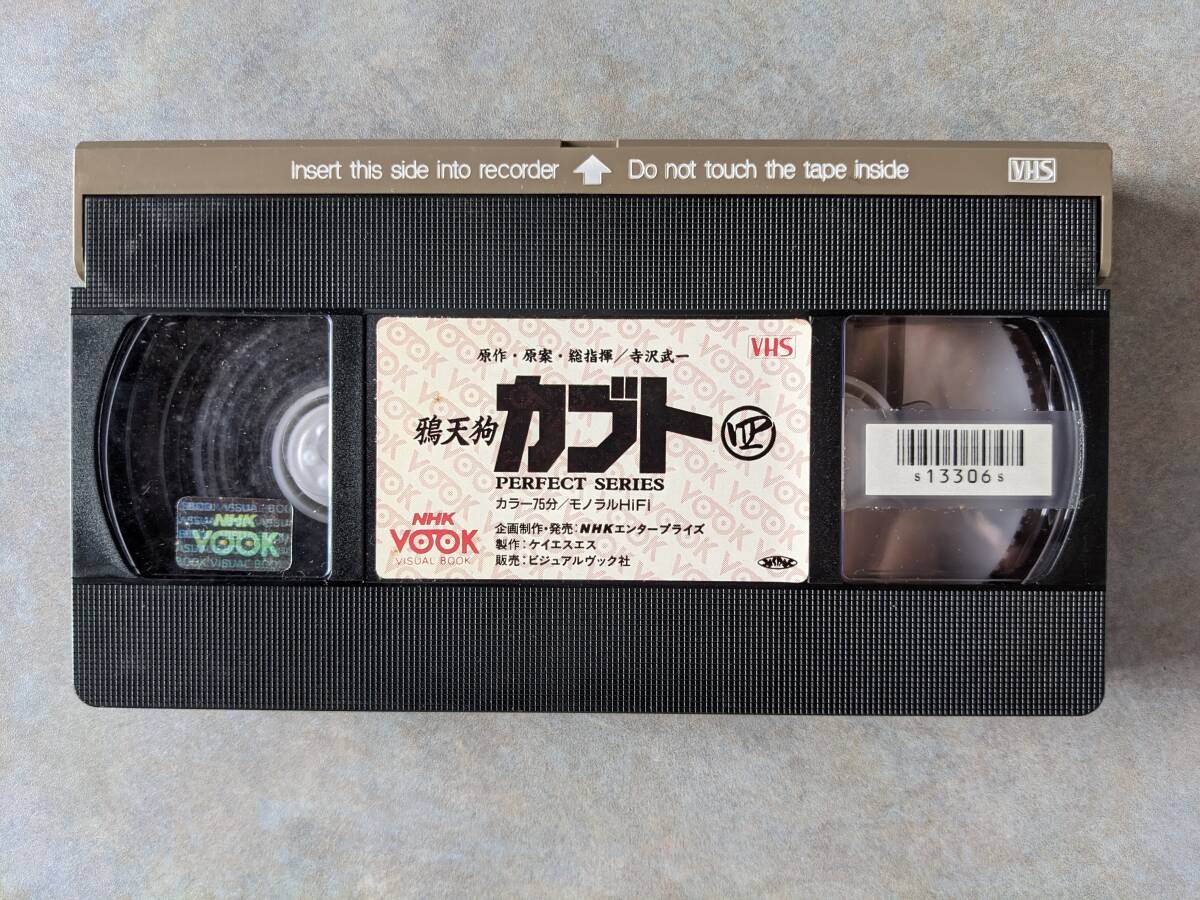 Insert this side into recorder Do not touch the tape inside VHS
原作・原案・総指揮/寺沢武一 VHS
鴉天狗カブト 四
PERFECT SERIES
カラー75分/モノラルHiFi
NHK
VOOK
VISUAL BOOK
企画制作・発売:NHKエンタープライズ
製作:ケイエスエス
販売:ビジュアルヴック社
NHK
VOOK
VISUAL BOOK
s13306s